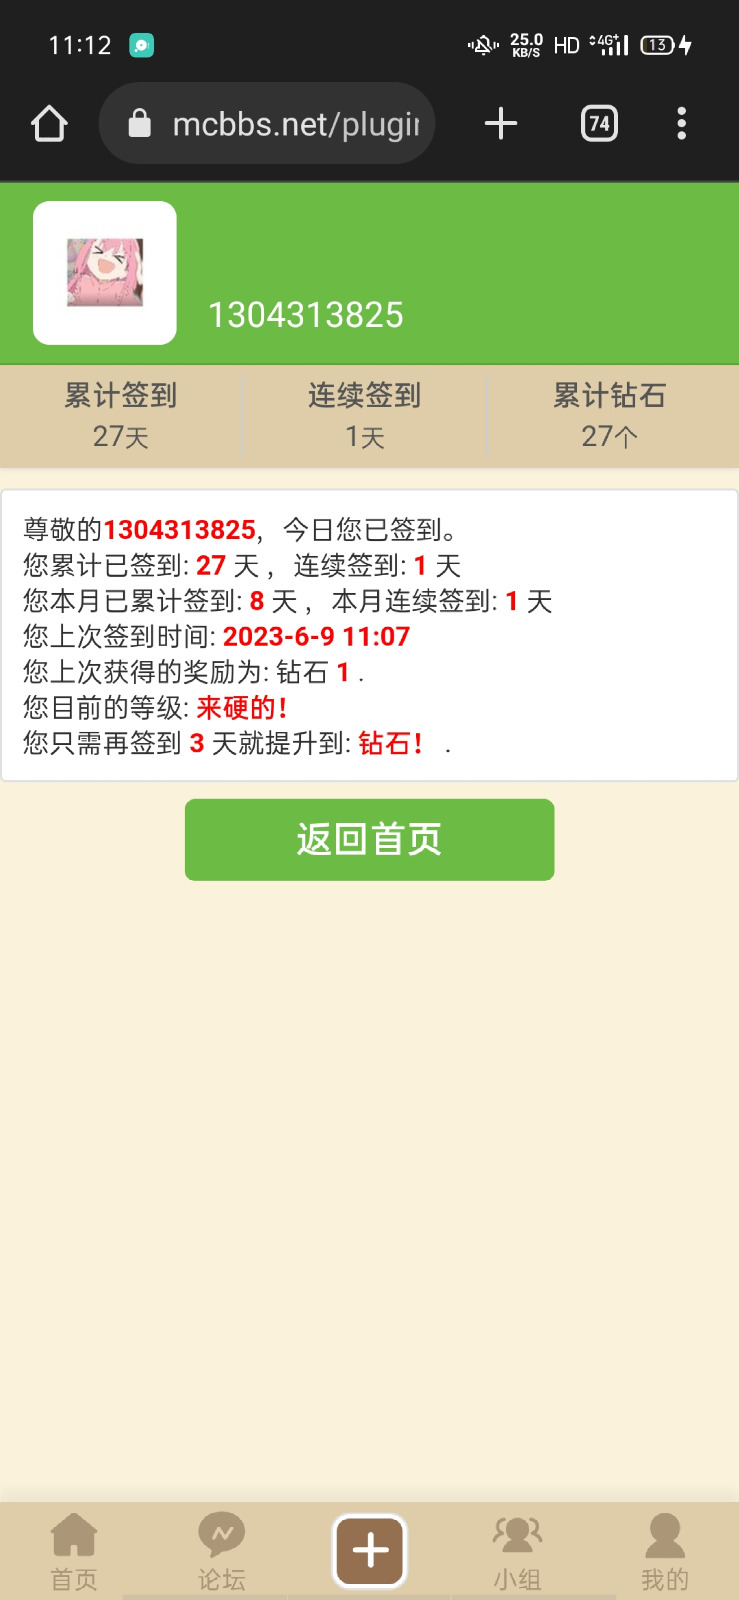 11:12
25.0 KB/S HD 4G+ 13
mcbbs.net/plugin
74
1304313825
累计签到 连续签到 累计钻石
27天 1天 27个
尊敬的1304313825，今日您已签到。
您累计已签到: 27 天 ，连续签到: 1 天
您本月已累计签到: 8 天 ，本月连续签到: 1 天
您上次签到时间: 2023-6-9 11:07
您上次获得的奖励为: 钻石 1 .
您目前的等级: 来硬的！
您只需再签到 3 天就提升到: 钻石！ .
返回首页
首页 论坛 小组 我的